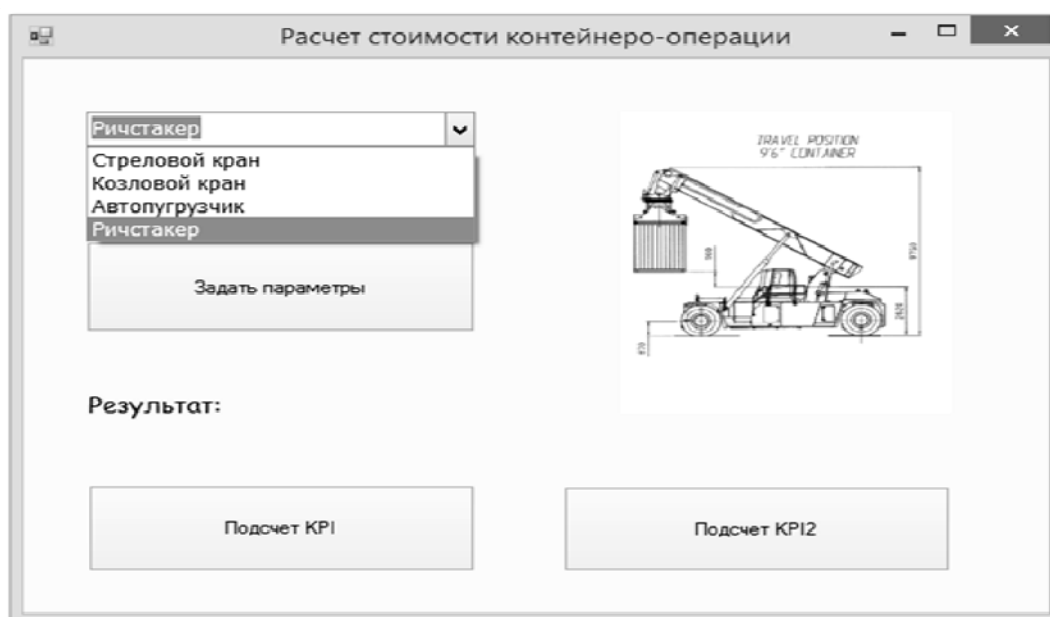 Расчет стоимости контейнеро-операции
Ричстакер
Стреловой кран
Козловой кран
Автопугрузчик
Ричстакер
Задать параметры
TRAVEL POSITION
9'6" CONTAINER
Результат:
Подсчет KPI
Подсчет KPI2